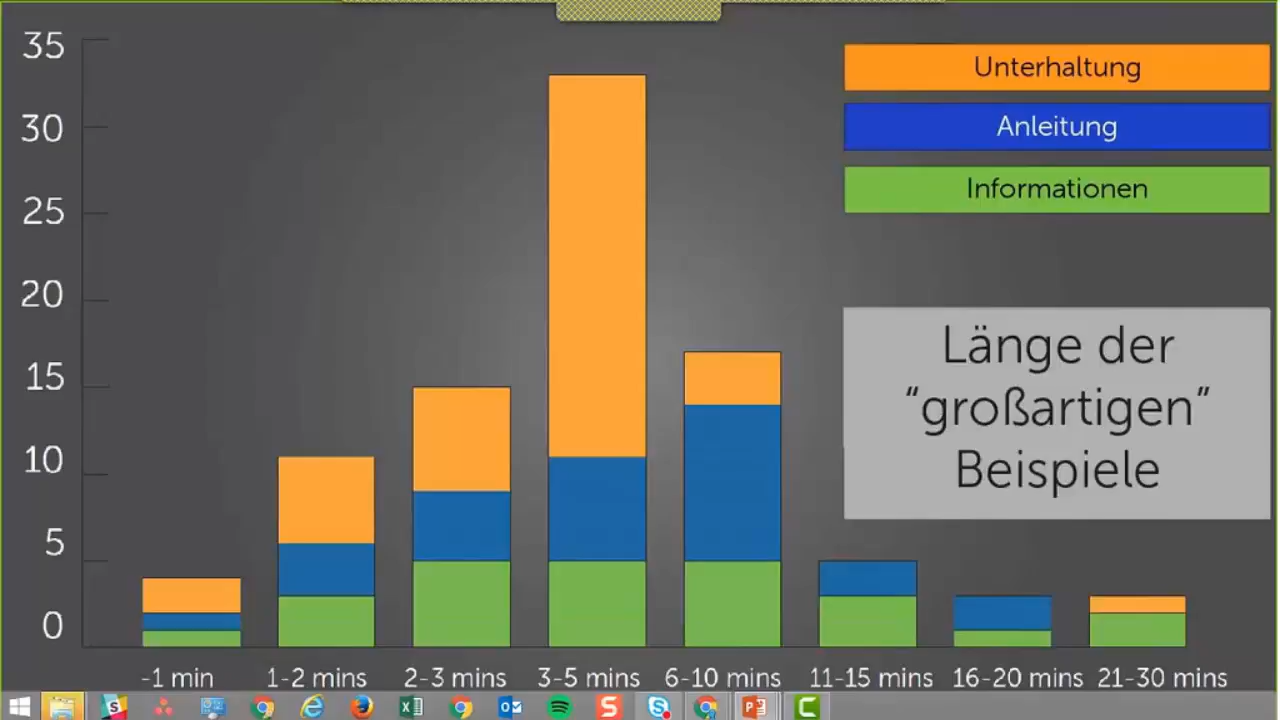 35
30
25
20
15
10
5
0
-1 min
1-2 mins
2-3 mins
3-5 mins
6-10 mins
11-15 mins
16-20 mins
21-30 mins
Unterhaltung
Anleitung
Informationen
Länge der
“großartigen”
Beispiele